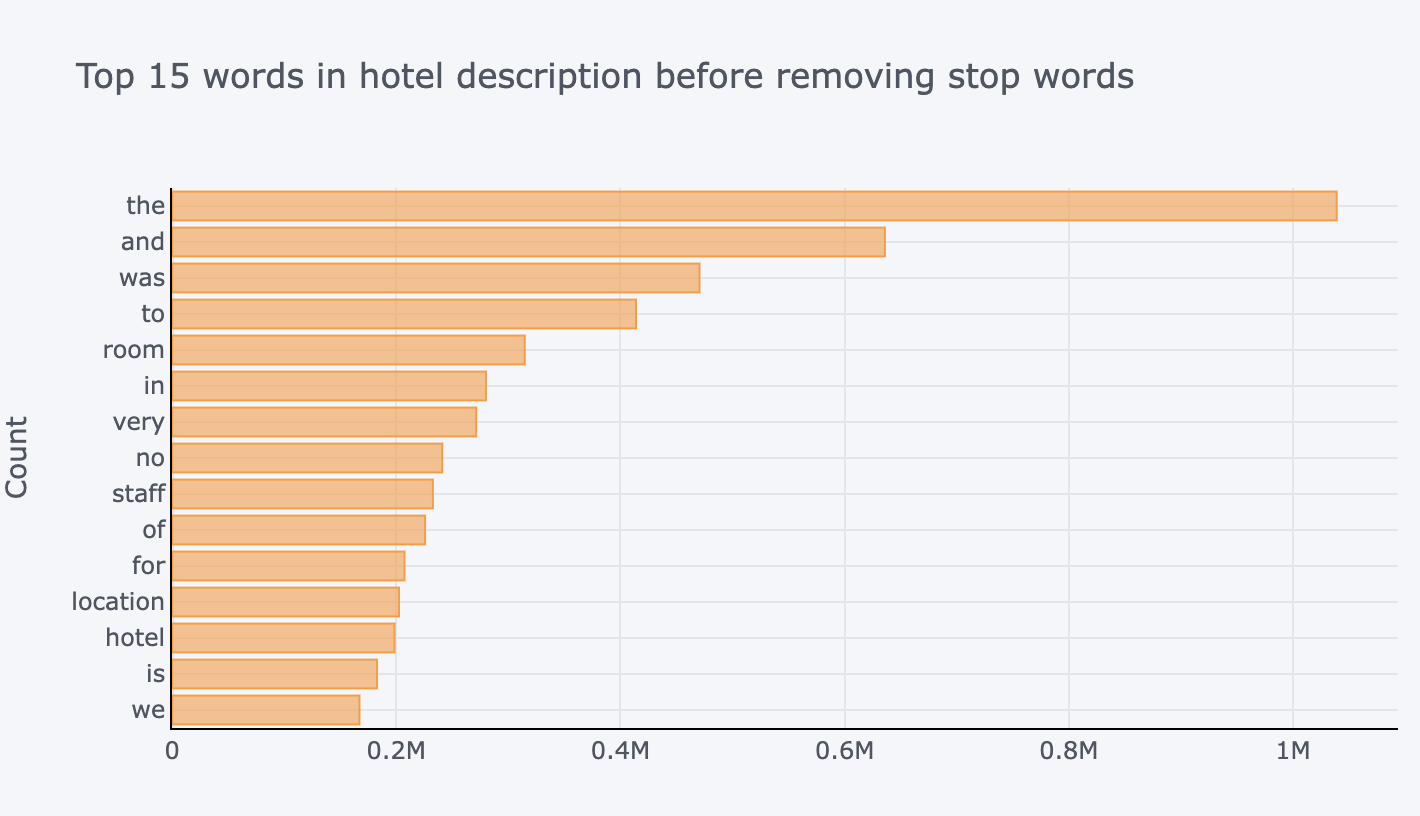 Top 15 words in hotel description before removing stop words
the
and
was
to
room
in
very
no
staff
of
for
location
hotel
is
we
Count
0 0.2M 0.4M 0.6M 0.8M 1M